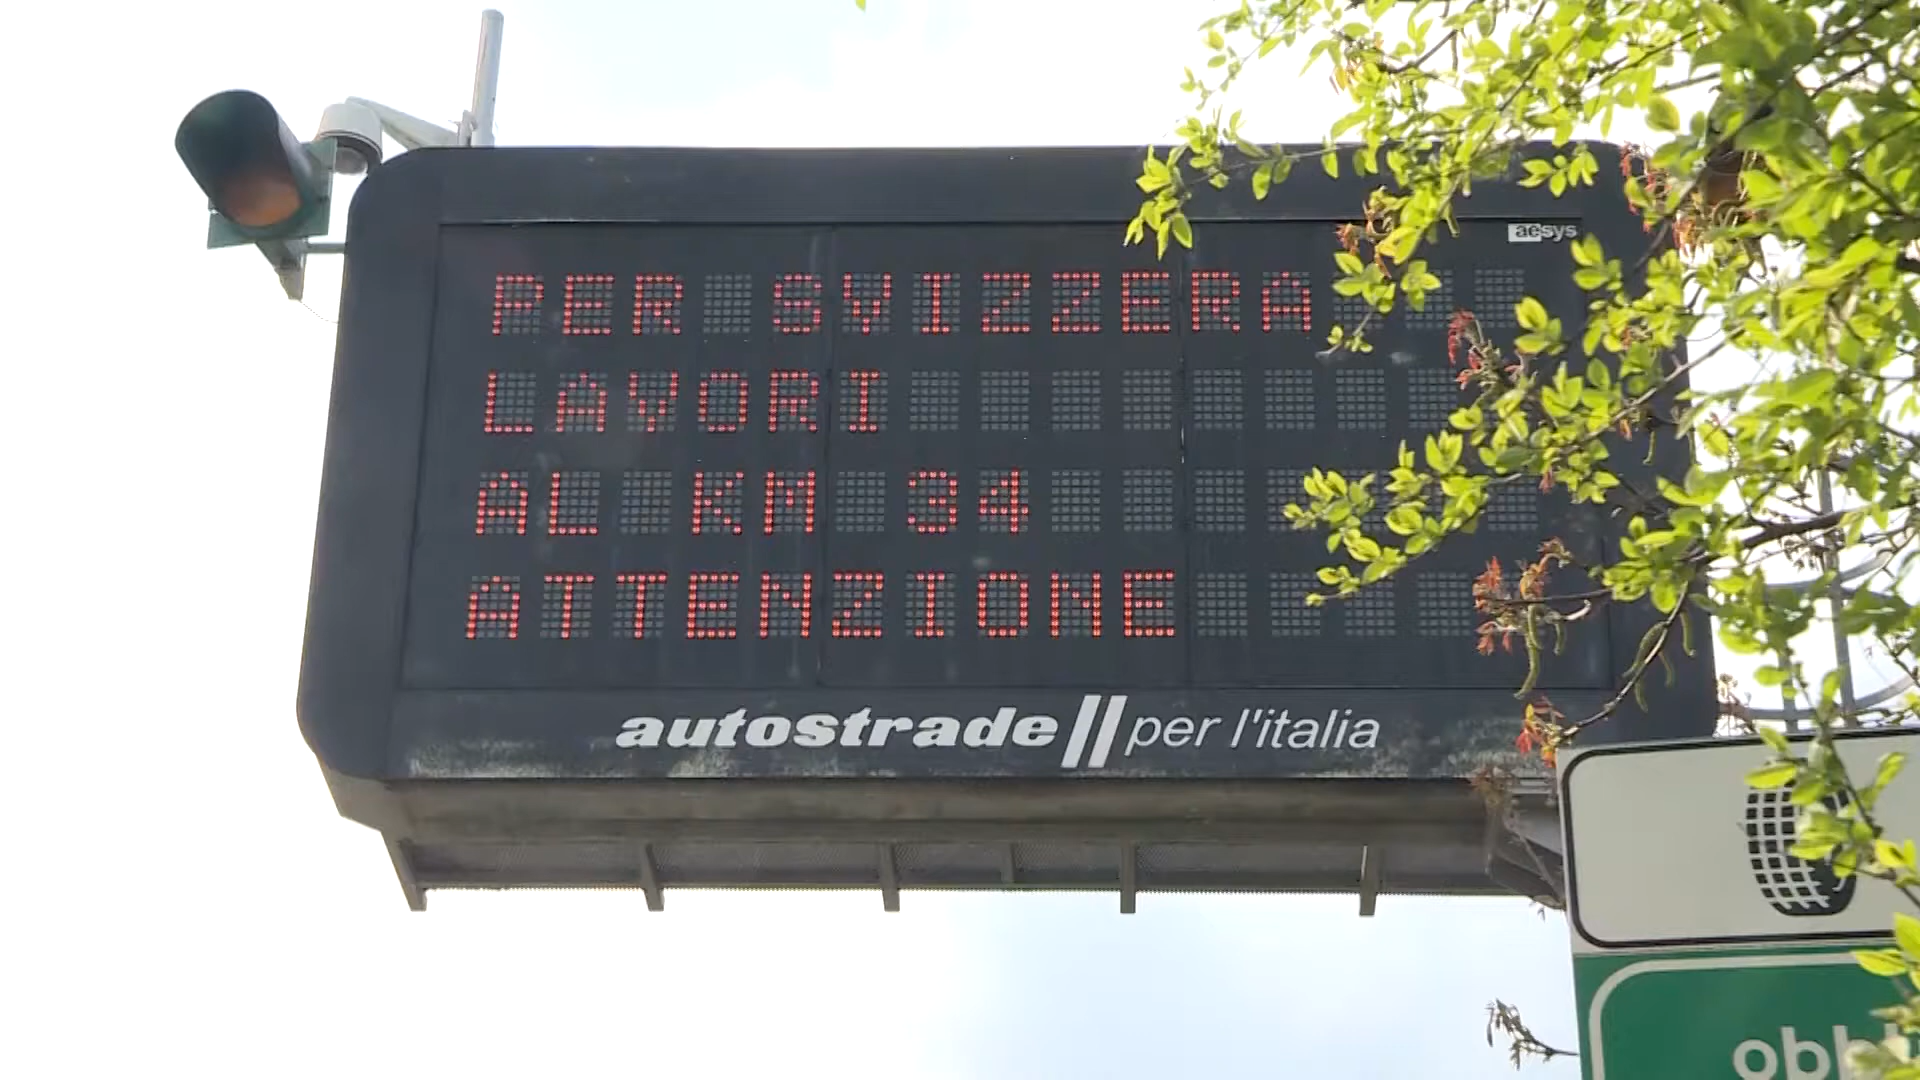 aesys
PER SVIZZERA
LAVORI
AL KM 34
ATTENZIONE
autostrade // per l'italia